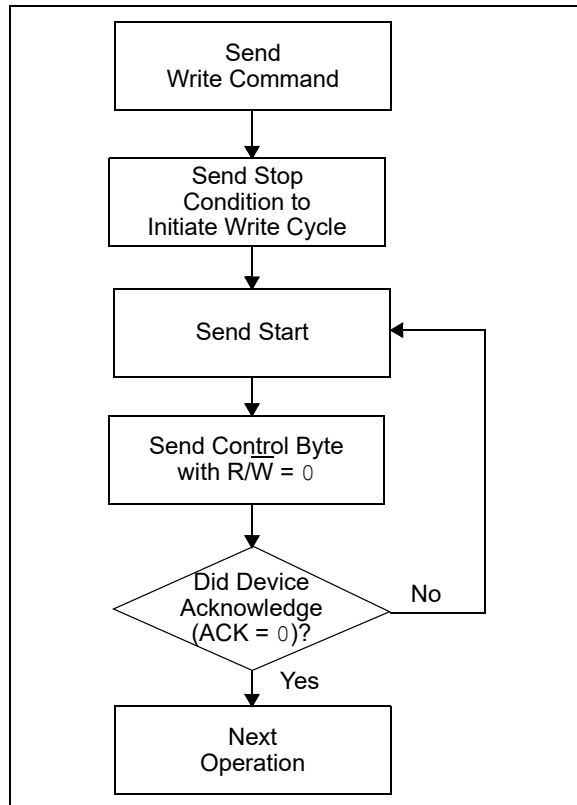 Send
Write Command
Send Stop
Condition to
Initiate Write Cycle
Send Start
Send Control Byte
with R/W̅ = 0
Did Device
Acknowledge
(ACK = 0)?
No
Yes
Next
Operation